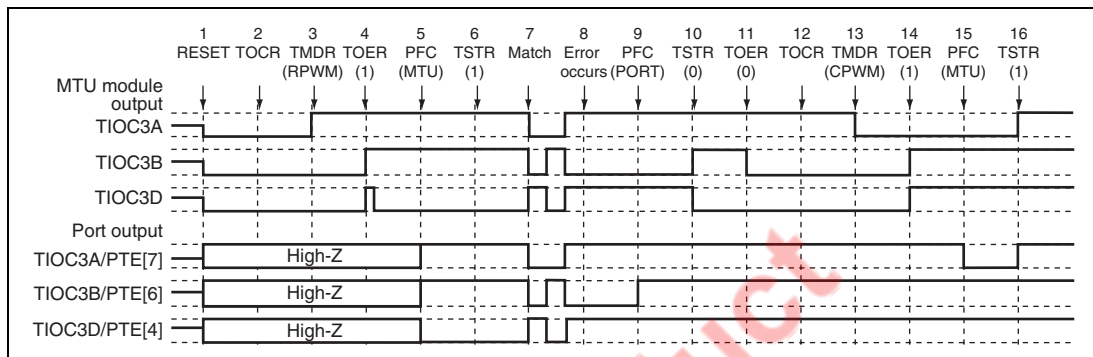 1 2 3 4 5 6 7 8 9 10 11 12 13 14 15 16
RESET TOCR TMDR TOER PFC TSTR Match Error PFC TSTR TOER TOCR TMDR TOER PFC TSTR
(RPWM) (1) (MTU) (1) occurs (PORT) (0) (0) (CPWM) (1) (MTU) (1)
MTU module
output
TIOC3A
TIOC3B
TIOC3D
Port output
TIOC3A/PTE[7] High-Z
TIOC3B/PTE[6] High-Z
TIOC3D/PTE[4] High-Z
uct